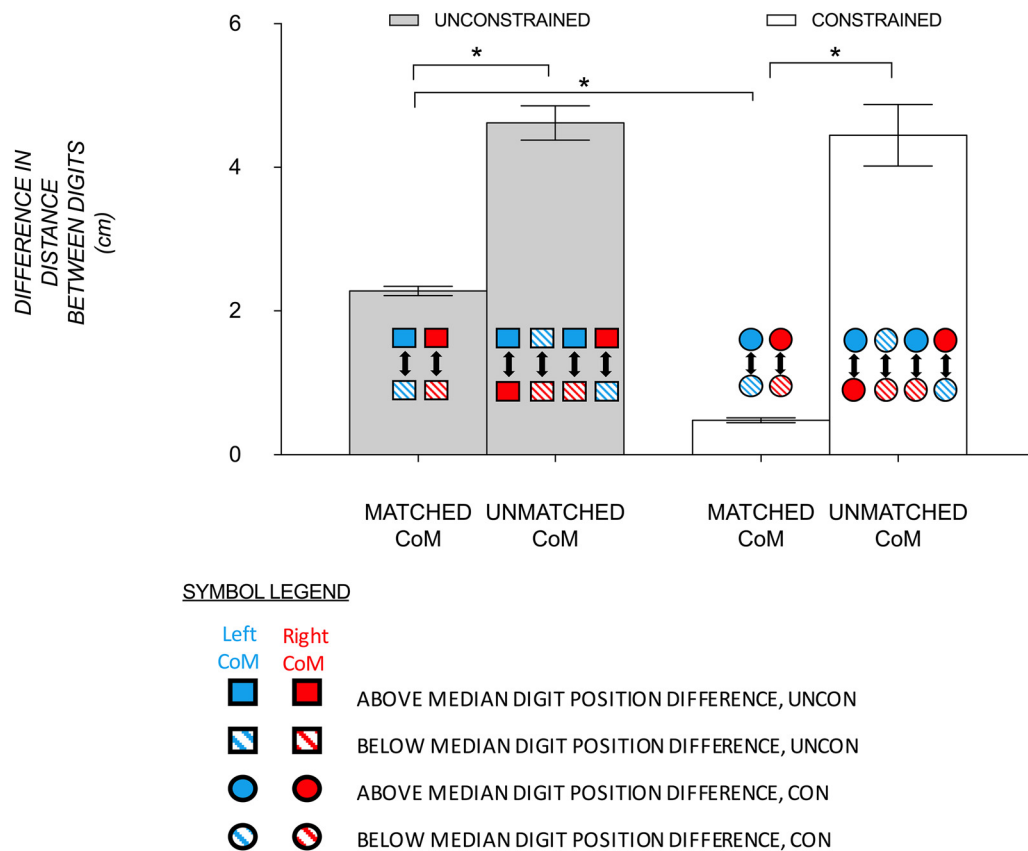 UNCONSTRAINED
CONSTRAINED
6
4
2
0
*
*
*
DIFFERENCE IN
DISTANCE
BETWEEN DIGITS
(cm)
MATCHED UNMATCHED
CoM CoM
MATCHED UNMATCHED
CoM CoM
SYMBOL LEGEND
Left Right
CoM CoM
ABOVE MEDIAN DIGIT POSITION DIFFERENCE, UNCON
BELOW MEDIAN DIGIT POSITION DIFFERENCE, UNCON
ABOVE MEDIAN DIGIT POSITION DIFFERENCE, CON
BELOW MEDIAN DIGIT POSITION DIFFERENCE, CON